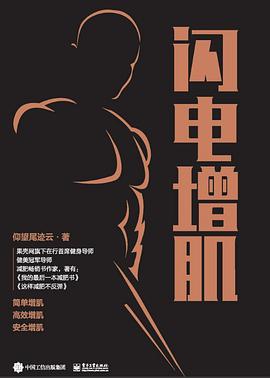 闪电增肌
仰望尾迹云·著
果壳网旗下在行首席健身导师
健美冠军导师
减肥畅销书作家，著有：
《我的最后一本减肥书》
《这样减肥不反弹》
简单增肌
高效增肌
安全增肌
中国工信出版集团
电子工业出版社